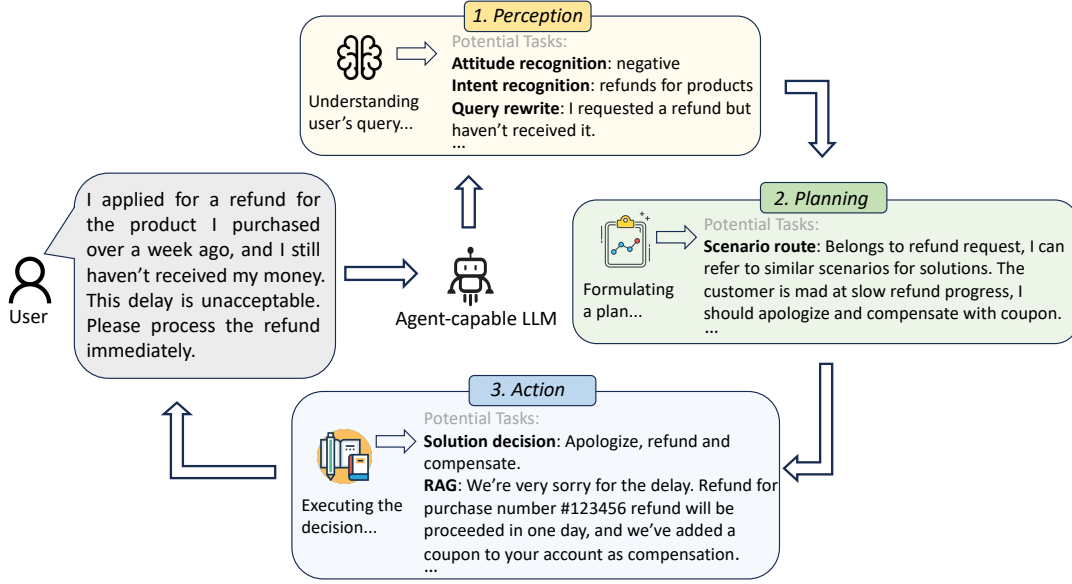 1. Perception
Potential Tasks:
Attitude recognition: negative
Intent recognition: refunds for products
Query rewrite: I requested a refund but
haven't received it.
...
Understanding
user's query...
2. Planning
Potential Tasks:
Scenario route: Belongs to refund request, I can
refer to similar scenarios for solutions. The
customer is mad at slow refund progress, I
should apologize and compensate with coupon.
...
Formulating
a plan...
I applied for a refund for
the product I purchased
over a week ago, and I still
haven't received my money.
This delay is unacceptable.
Please process the refund
immediately.
User
Agent-capable LLM
3. Action
Potential Tasks:
Solution decision: Apologize, refund and
compensate.
RAG: We're very sorry for the delay. Refund for
purchase number #123456 refund will be
proceeded in one day, and we've added a
coupon to your account as compensation.
...
Executing the
decision...